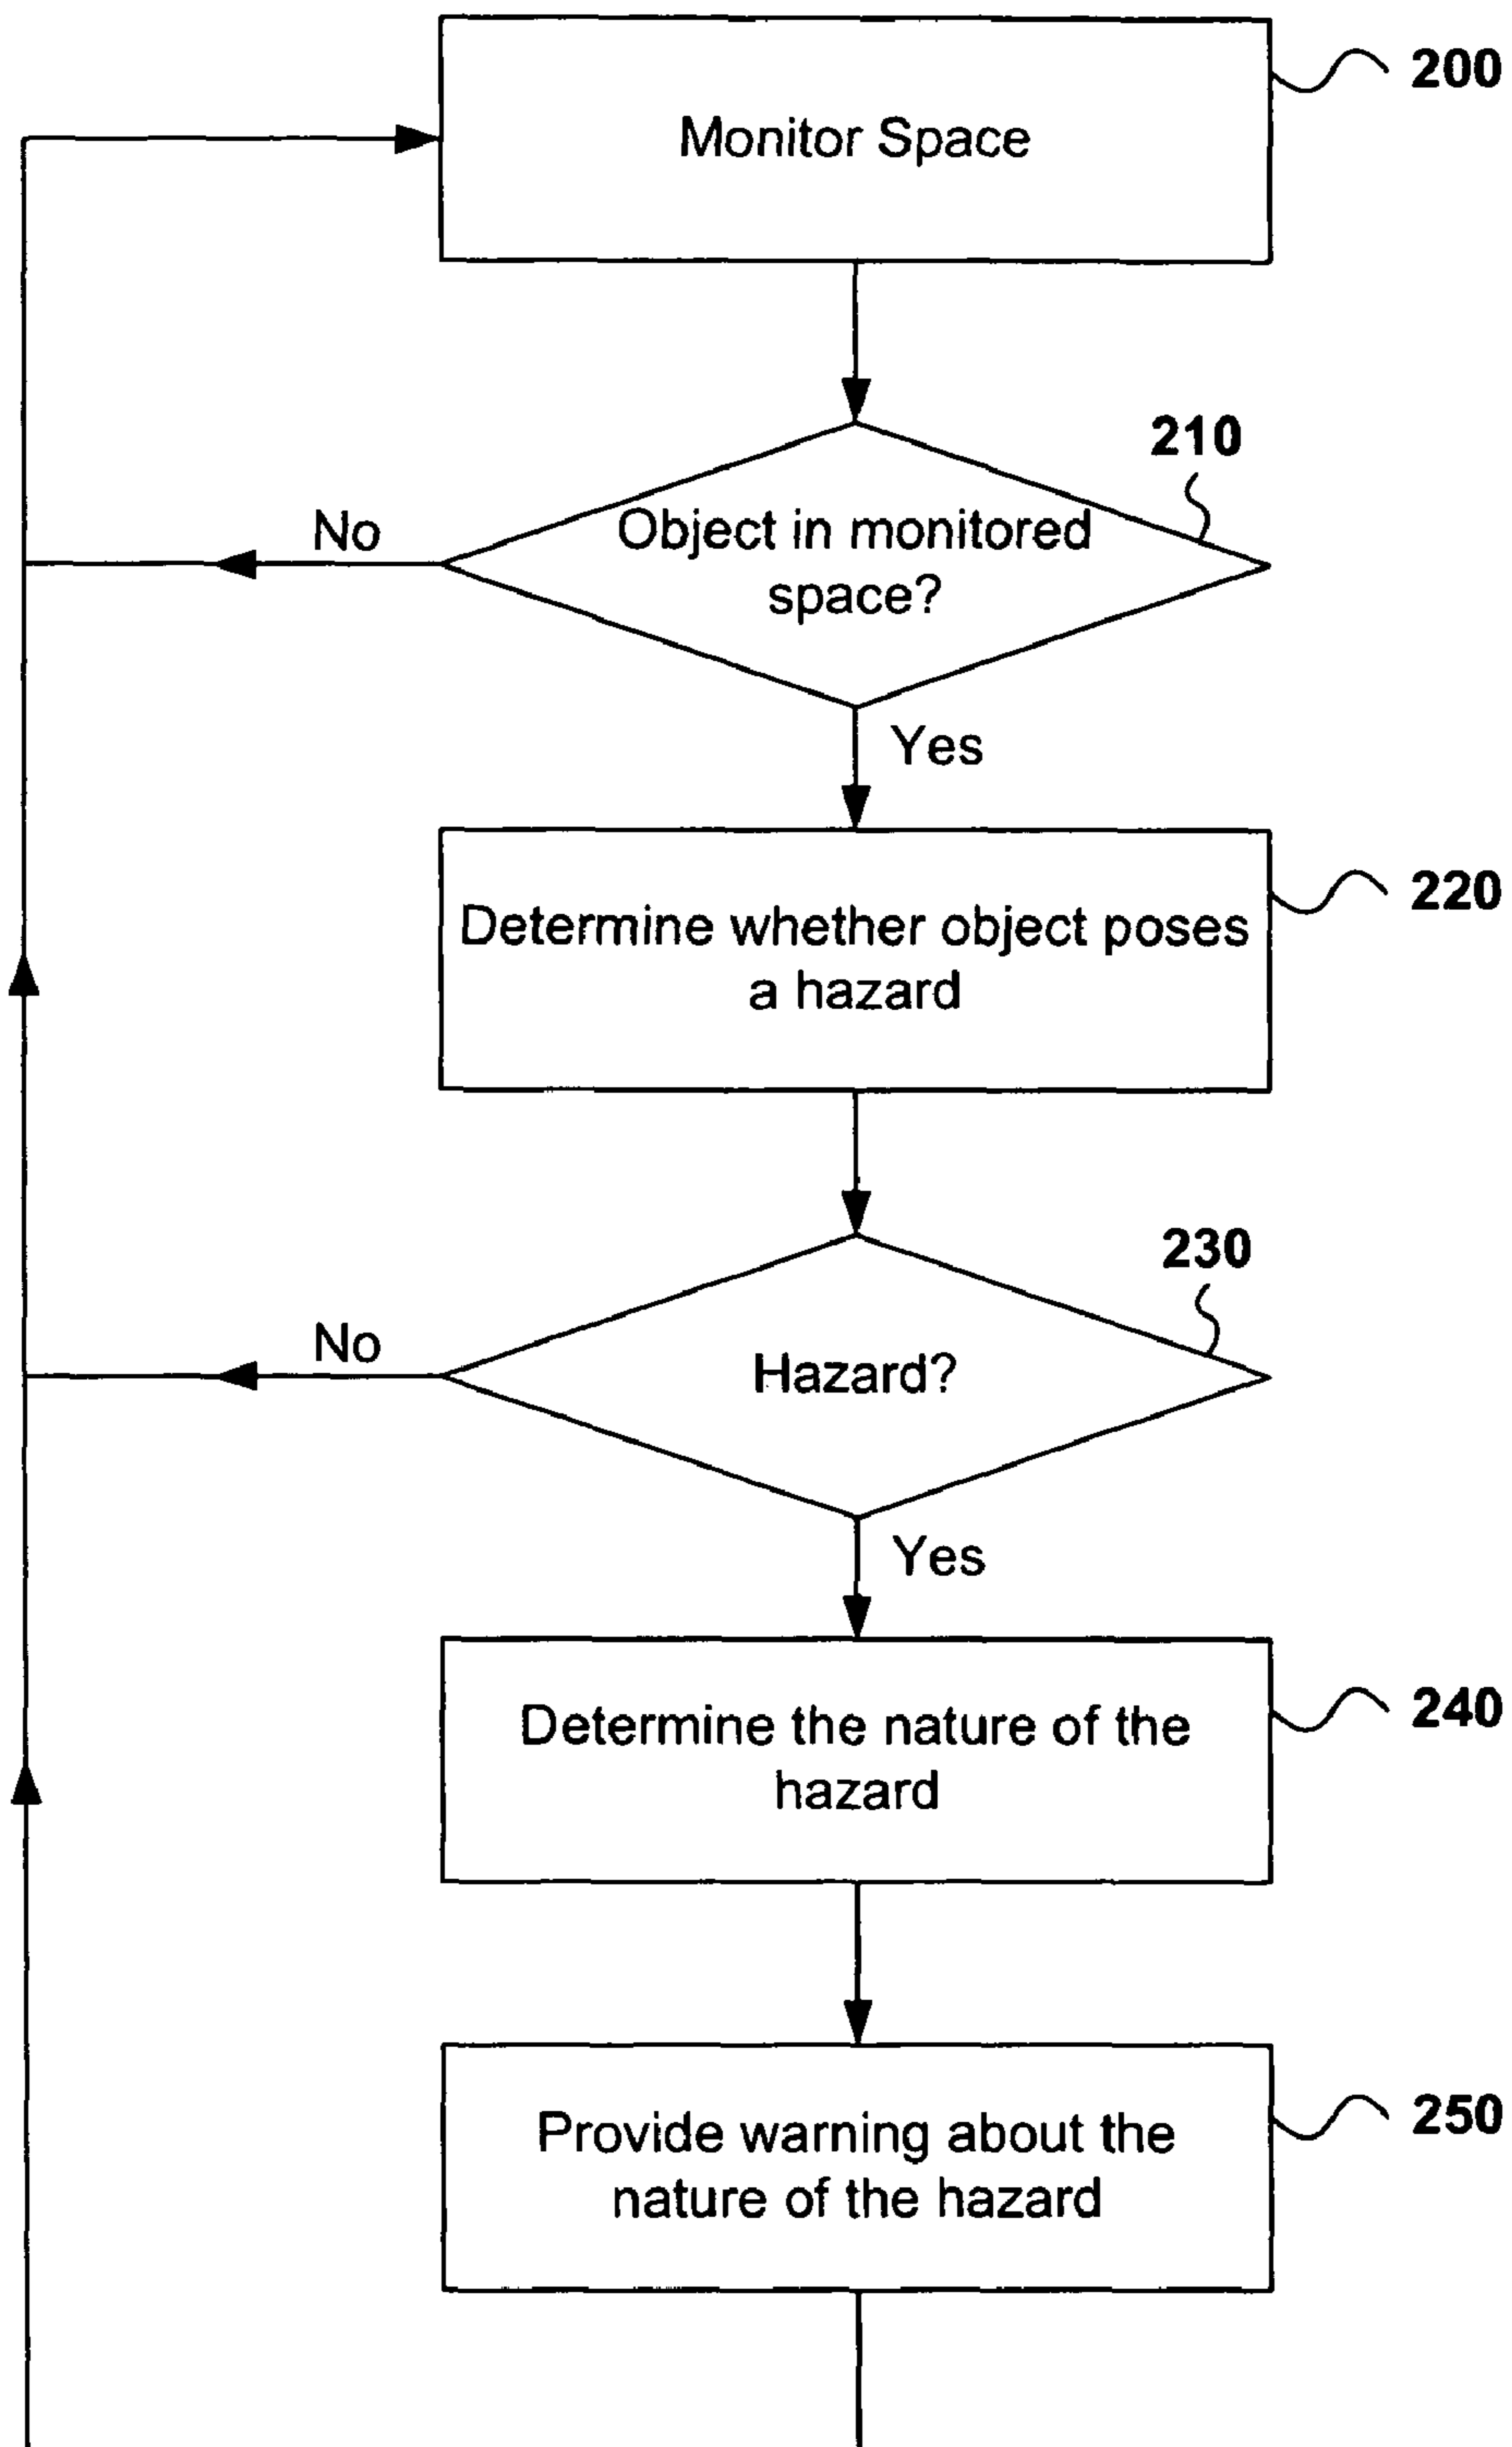 200
Monitor Space
210
No
Object in monitored
space?
Yes
220
Determine whether object poses
a hazard
230
No
Hazard?
Yes
240
Determine the nature of the
hazard
250
Provide warning about the
nature of the hazard